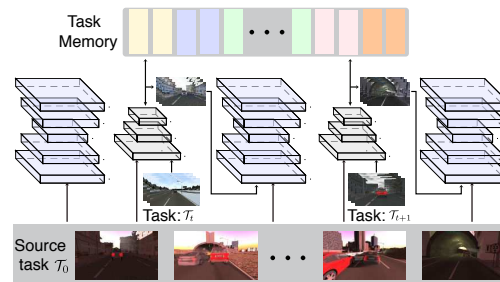 Task
Memory
Task: 𝒯t
Task: 𝒯t+1
Source
task 𝒯0